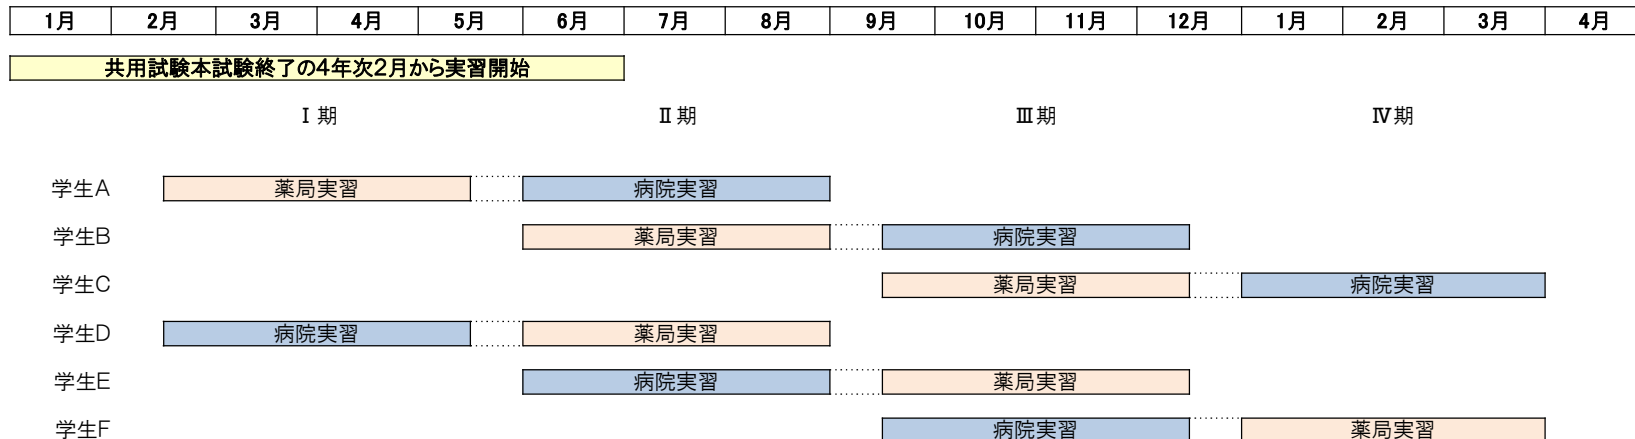 1月 2月 3月 4月 5月 6月 7月 8月 9月 10月 11月 12月 1月 2月 3月 4月
共用試験本試験終了の4年次2月から実習開始
Ⅰ期 Ⅱ期 Ⅲ期 Ⅳ期
学生A 薬局実習 病院実習
学生B 薬局実習 病院実習
学生C 薬局実習 病院実習
学生D 病院実習 薬局実習
学生E 病院実習 薬局実習
学生F 病院実習 薬局実習